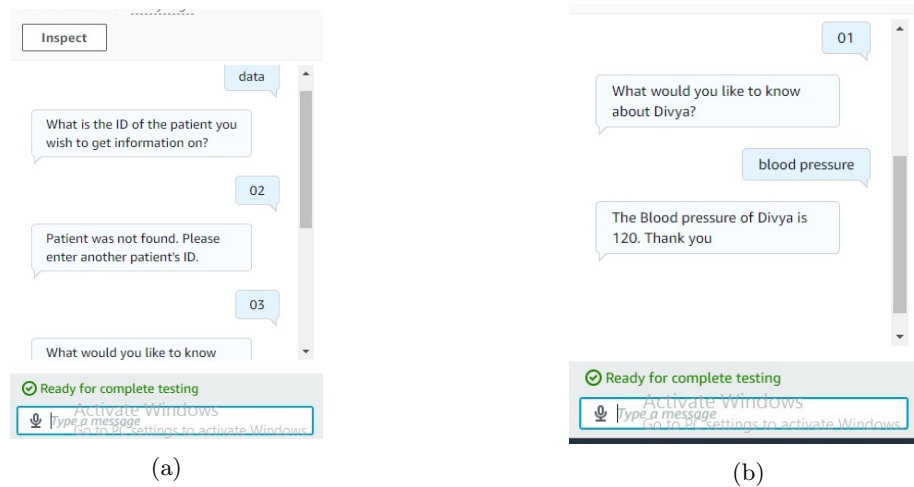 Inspect
data
What is the ID of the patient you
wish to get information on?
02
Patient was not found. Please
enter another patient's ID.
03
What would you like to know
Ready for complete testing
Activate Windows
Type a message
Go to PC settings to activate Windows.
(a)
01
What would you like to know
about Divya?
blood pressure
The Blood pressure of Divya is
120. Thank you
Ready for complete testing
Activate Windows
Type a message
Go to PC settings to activate Windows.
(b)